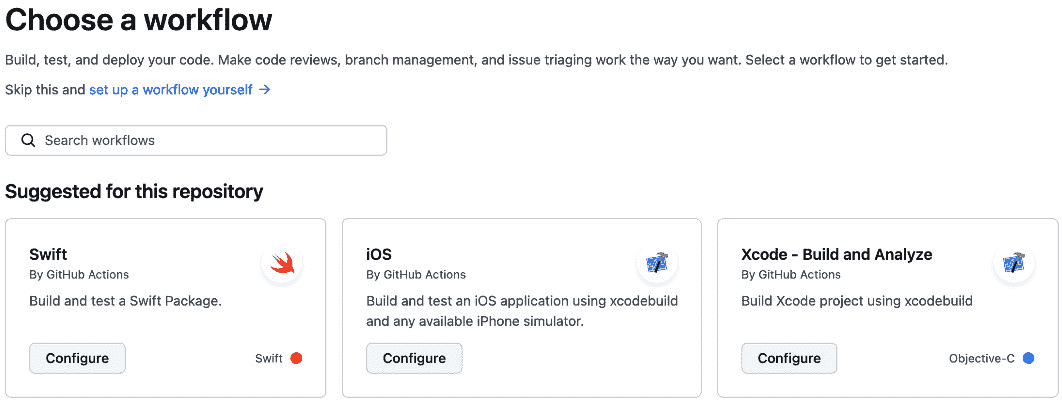 Choose a workflow
Build, test, and deploy your code. Make code reviews, branch management, and issue triaging work the way you want. Select a workflow to get started.
Skip this and set up a workflow yourself →
Search workflows
Suggested for this repository
Swift
By GitHub Actions
Build and test a Swift Package.
Configure
Swift
iOS
By GitHub Actions
Build and test an iOS application using xcodebuild
and any available iPhone simulator.
Configure
Xcode - Build and Analyze
By GitHub Actions
Build Xcode project using xcodebuild
Configure
Objective-C